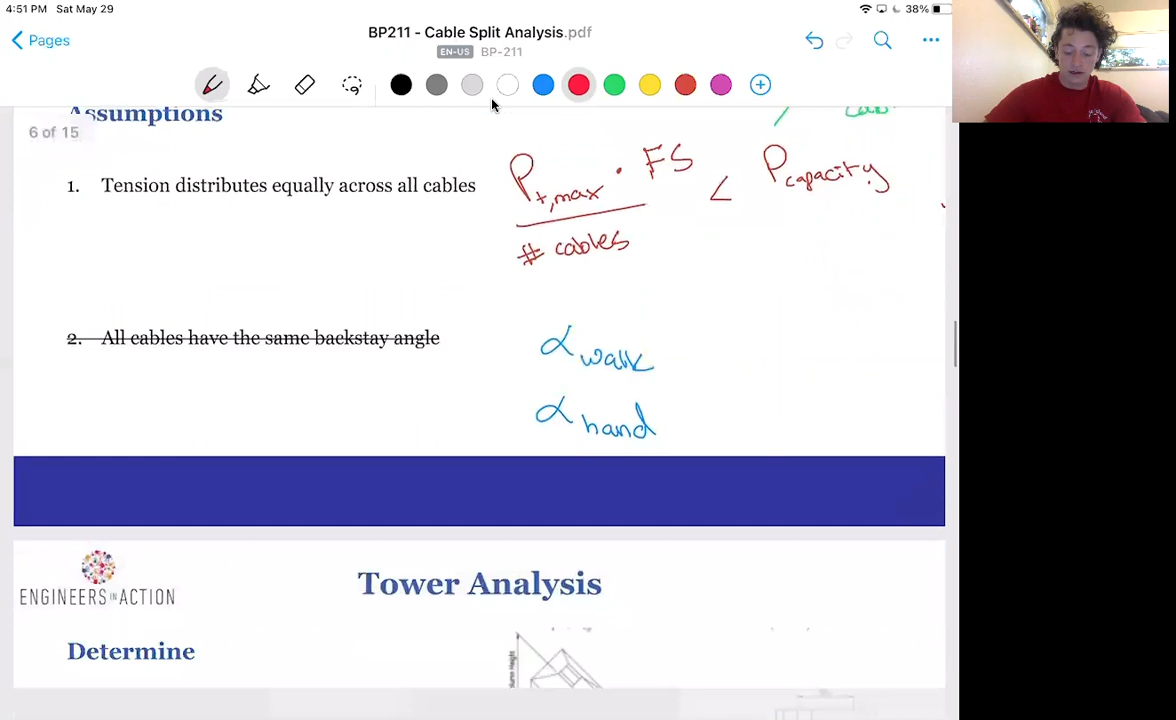 4:51 PM Sat May 29
38%
Pages
BP211 - Cable Split Analysis.pdf
EN-US BP-211
Assumptions
6 of 15
1. Tension distributes equally across all cables
P t,max · FS < P capacity
# cables
2. All cables have the same backstay angle
α walk
α hand
ENGINEERS IN ACTION
Tower Analysis
Determine